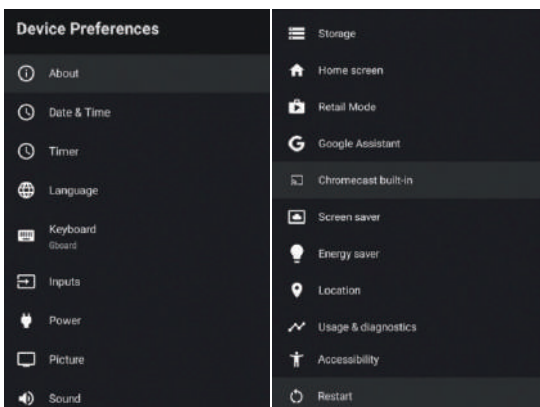 Device Preferences
About
Date & Time
Timer
Language
Keyboard
Gboard
Inputs
Power
Picture
Sound
Storage
Home screen
Retail Mode
Google Assistant
Chromecast built-in
Screen saver
Energy saver
Location
Usage & diagnostics
Accessibility
Restart